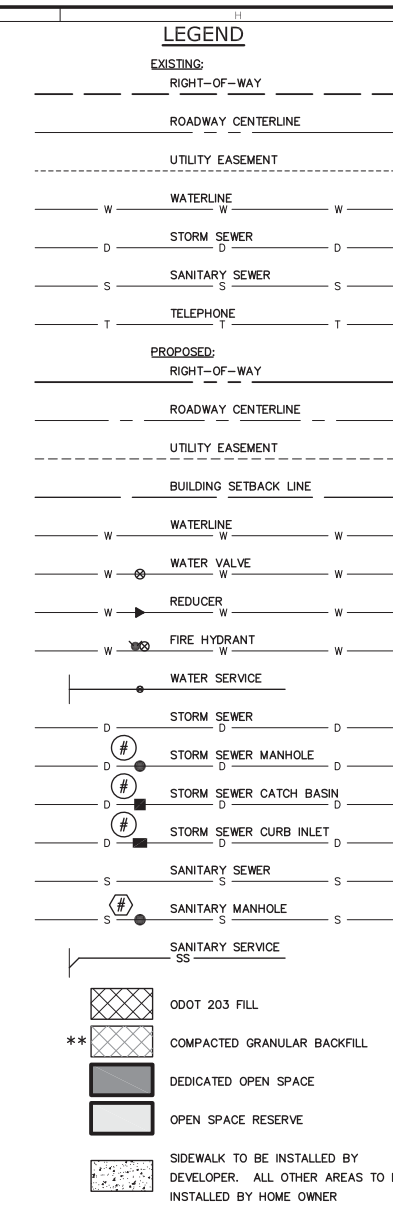 H
LEGEND
EXISTING:
RIGHT-OF-WAY
ROADWAY CENTERLINE
UTILITY EASEMENT
WATERLINE
W W W
STORM SEWER
D D D
SANITARY SEWER
S S S
TELEPHONE
T T T
PROPOSED:
RIGHT-OF-WAY
ROADWAY CENTERLINE
UTILITY EASEMENT
BUILDING SETBACK LINE
WATERLINE
W W W
WATER VALVE
W W W
REDUCER
W W W
FIRE HYDRANT
W W W
WATER SERVICE
STORM SEWER
D D D
# STORM SEWER MANHOLE
D D D
# STORM SEWER CATCH BASIN
D D D
# STORM SEWER CURB INLET
D D D
SANITARY SEWER
S S S
# SANITARY MANHOLE
S S S
SANITARY SERVICE
SS
ODOT 203 FILL
** COMPACTED GRANULAR BACKFILL
DEDICATED OPEN SPACE
OPEN SPACE RESERVE
SIDEWALK TO BE INSTALLED BY
DEVELOPER. ALL OTHER AREAS TO
INSTALLED BY HOME OWNER